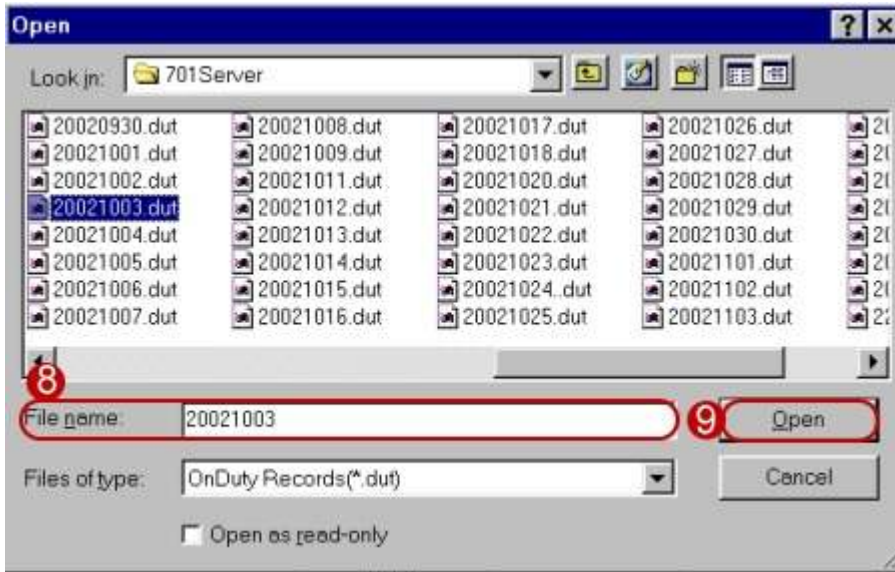 Open
Look in: 701Server
20020930.dut 20021008.dut 20021017.dut 20021026.dut
20021001.dut 20021009.dut 20021018.dut 20021027.dut
20021002.dut 20021011.dut 20021020.dut 20021028.dut
20021003.dut 20021012.dut 20021021.dut 20021029.dut
20021004.dut 20021013.dut 20021022.dut 20021030.dut
20021005.dut 20021014.dut 20021023.dut 20021101.dut
20021006.dut 20021015.dut 20021024..dut 20021102.dut
20021007.dut 20021016.dut 20021025.dut 20021103.dut
8
File name: 20021003 9 Open
Files of type: OnDuty Records(*.dut) Cancel
Open as read-only